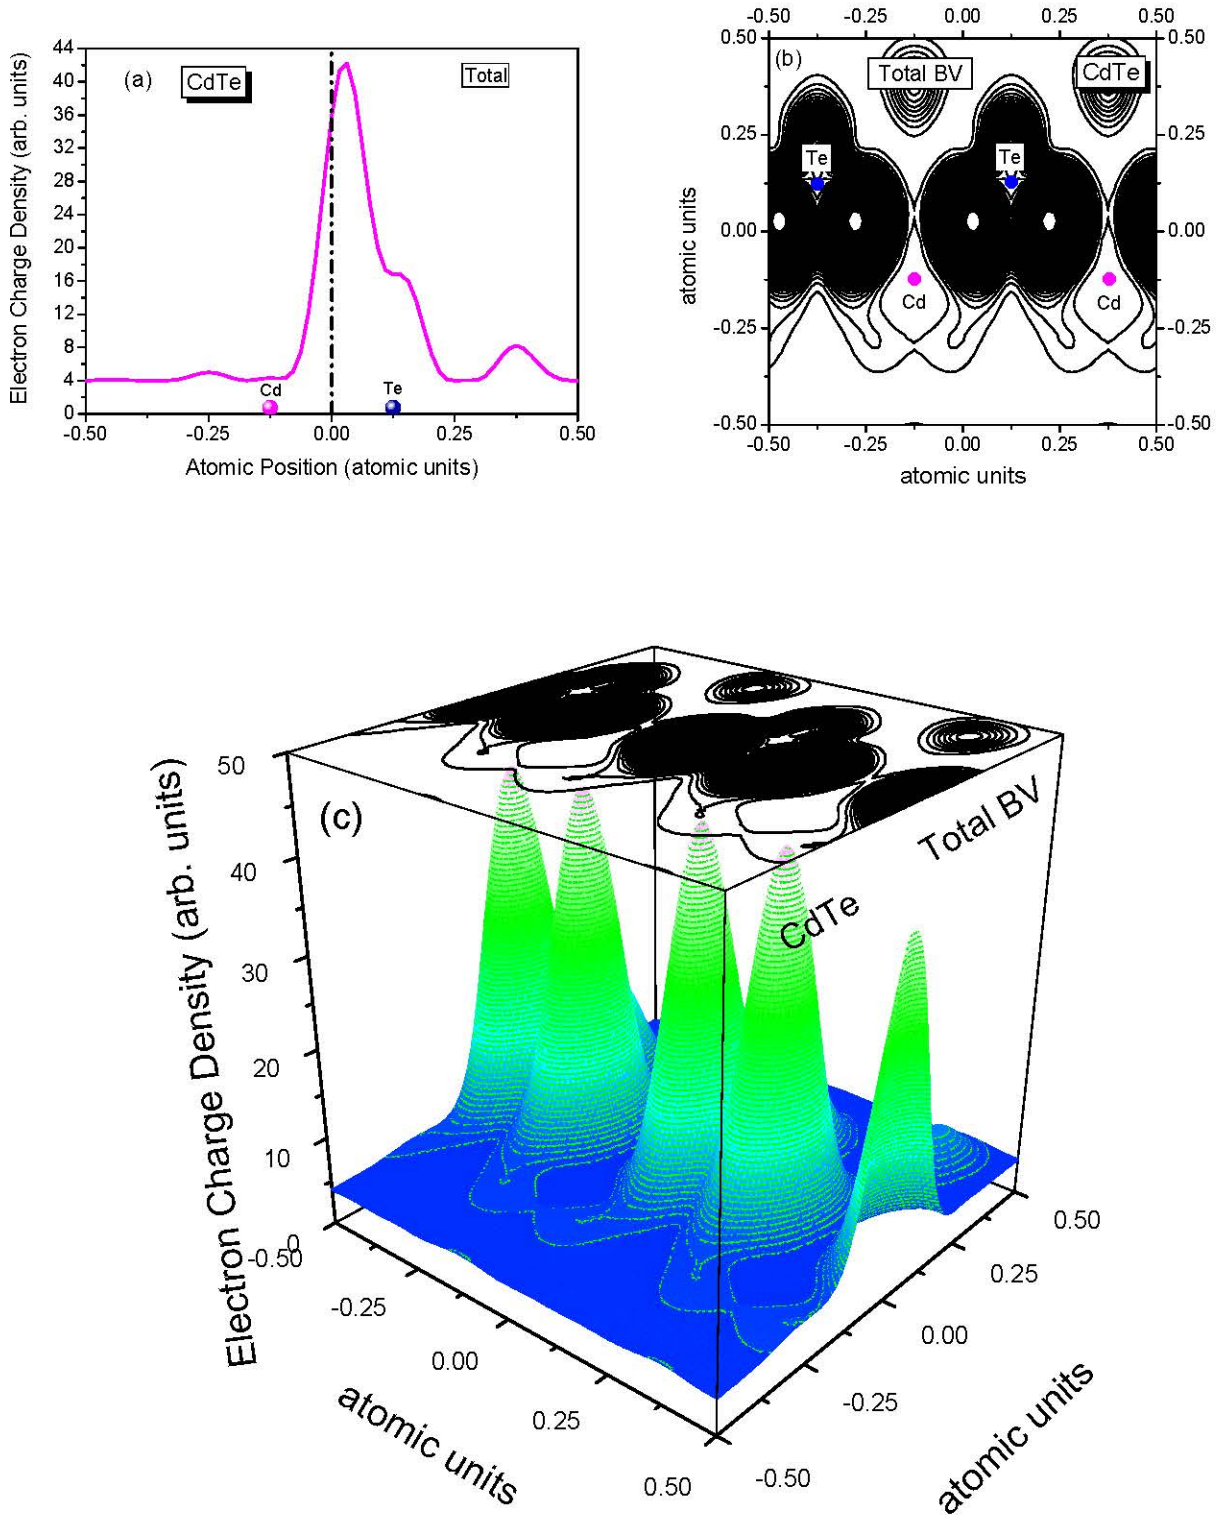 (a)
CdTe
Total
Electron Charge Density (arb. units)
44
40
36
32
28
24
20
16
12
8
4
0
Cd
Te
-0.50
-0.25
0.00
0.25
0.50
Atomic Position (atomic units)
-0.50
-0.25
0.00
0.25
0.50
(b)
Total BV
CdTe
atomic units
0.50
0.25
0.00
-0.25
-0.50
Te
Te
Cd
Cd
0.50
0.25
0.00
-0.25
-0.50
-0.50
-0.25
0.00
0.25
0.50
atomic units
(c)
Total BV
CdTe
Electron Charge Density (arb. units)
50
40
30
20
10
0
-0.50
-0.25
0.00
0.25
0.50
atomic units
-0.50
-0.25
0.00
0.25
0.50
atomic units